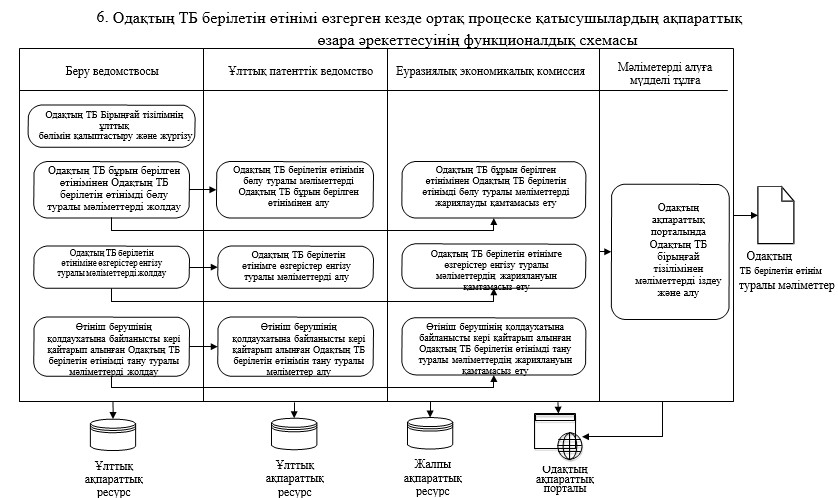 6. Одақтың ТБ берілетін өтінімі өзгерген кезде ортақ процеске қатысушылардың ақпараттық
өзара әрекеттесуінің функционалдық схемасы
Беру ведомствосы
Ұлттық патенттік ведомство
Еуразиялық экономикалық комиссия
Мәліметерді алуға
мүдделі тұлға
Одақтың ТБ Бірыңғай тізілімнің
ұлттық
бөлімін қалыптастыру және жүргізу
Одақтың ТБ бұрын берілген
өтінімінен Одақтың ТБ
берілетін өтінімді бөлу
туралы мәліметтерді жолдау
Одақтың ТБ берілетін өтінімін
бөлу туралы мәліметтерді
Одақтың ТБ бұрын берілген
өтінімінен алу
Одақтың ТБ бұрын берілген
өтінімінен Одақтың ТБ берілетін
өтінімді бөлу туралы мәліметтерді
жариялауды қамтамасыз ету
Одақтың ТБ берілетін
өтініміне өзгерістер енгізу
туралы мәліметтерді жолдау
Одақтың ТБ берілетін
өтінімге өзгерістер енгізу
туралы мәліметтерді алу
Одақтың ТБ берілетін өтінімге
өзгерістер енгізу туралы
мәліметтердің жариялануын
қамтамасыз ету
Өтініш берушінің
қолдаухатына байланысты кері
қайтарып алынған Одақтың ТБ
берілетін өтінімді тану туралы
мәліметтерді жолдау
Өтініш берушінің
қолдаухатына байланысты кері
қайтарып алынған Одақтың ТБ
берілетін өтінімін тану туралы
мәліметтер алу
Өтініш берушінің қолдаухатына
байланысты кері қайтарып алынған
Одақтың ТБ берілетін өтінімді тану
туралы мәліметтердің жариялануын
қамтамасыз ету
Одақтың
ақпараттық
порталында
Одақтың ТБ
бірыңғай
тізілімінен
мәліметтерді іздеу
және алу
Одақтың
ТБ берілетін өтінім
туралы мәліметтер
Ұлттық
ақпараттық
ресурс
Ұлттық
ақпараттық
ресурс
Жалпы
ақпараттық
ресурс
Одақтың
ақпараттық
порталы